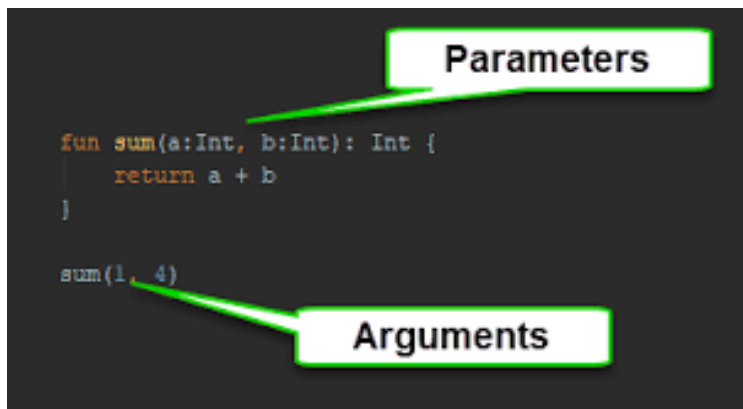 Parameters
fun sum(a:Int, b:Int): Int {
return a + b
}
sum(1, 4)
Arguments